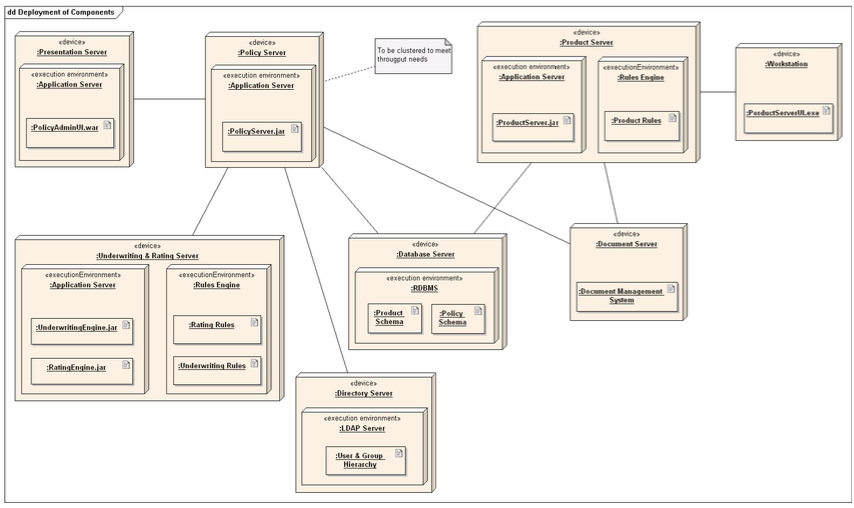 dd Deployment of Components
«device»
:Presentation Server
«execution environment»
:Application Server
:PolicyAdminUI.war
«device»
:Policy Server
«execution environment»
:Application Server
:PolicyServer.jar
To be clustered to meet
througput needs
«device»
:Product Server
«execution environment»
:Application Server
:ProductServer.jar
«executionEnvironment»
:Rules Engine
:Product Rules
«device»
:Workstation
:PorductServerUI.exe
«device»
:Underwriting & Rating Server
«executionEnvironment»
:Application Server
:UnderwritingEngine.jar
:RatingEngine.jar
«executionEnvironment»
:Rules Engine
:Rating Rules
:Underwriting Rules
«device»
:Database Server
«execution environment»
:RDBMS
:Product
Schema
:Policy
Schema
«device»
:Document Server
:Document Management
System
«device»
:Directory Server
«execution environment»
:LDAP Server
:User & Group
Hierarchy